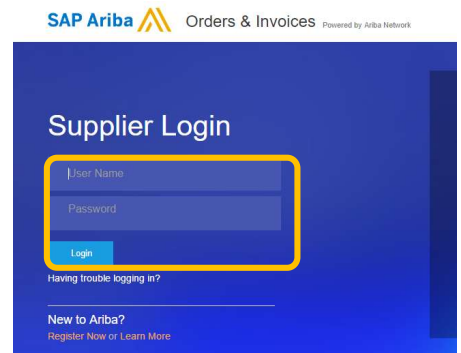 SAP Ariba Orders & Invoices Powered by Ariba Network
Supplier Login
User Name
Password
Login
Having trouble logging in?
New to Ariba?
Register Now or Learn More